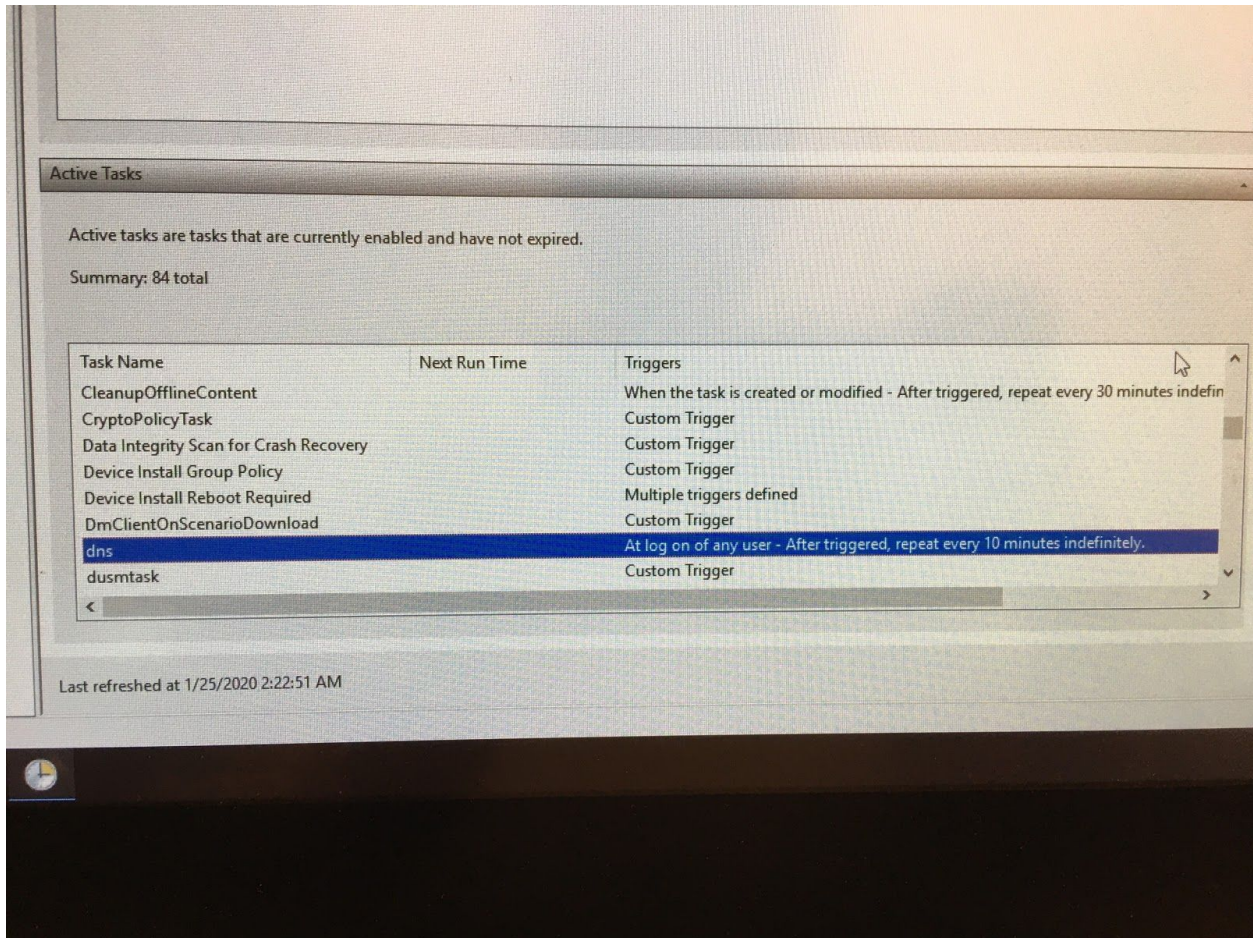 Active Tasks
Active tasks are tasks that are currently enabled and have not expired.
Summary: 84 total
Task Name Next Run Time Triggers
CleanupOfflineContent When the task is created or modified - After triggered, repeat every 30 minutes indefin
CryptoPolicyTask Custom Trigger
Data Integrity Scan for Crash Recovery Custom Trigger
Device Install Group Policy Custom Trigger
Device Install Reboot Required Multiple triggers defined
DmClientOnScenarioDownload Custom Trigger
dns At log on of any user - After triggered, repeat every 10 minutes indefinitely.
dusmtask Custom Trigger
Last refreshed at 1/25/2020 2:22:51 AM